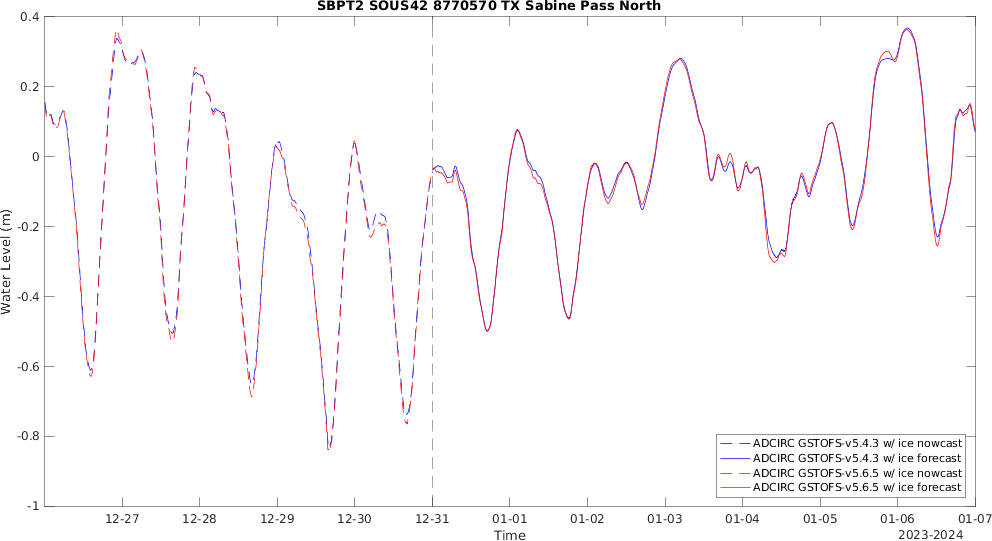 SBPT2 SOUS42 8770570 TX Sabine Pass North
0.4
0.2
0
-0.2
-0.4
-0.6
-0.8
-1
Water Level (m)
12-27 12-28 12-29 12-30 12-31 01-01 01-02 01-03 01-04 01-05 01-06 01-07
Time
2023-2024
ADCIRC GSTOFS-v5.4.3 w/ ice nowcast
ADCIRC GSTOFS-v5.4.3 w/ ice forecast
ADCIRC GSTOFS-v5.6.5 w/ ice nowcast
ADCIRC GSTOFS-v5.6.5 w/ ice forecast